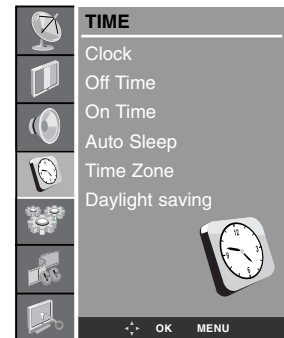 TIME
Clock
Off Time
On Time
Auto Sleep
Time Zone
Daylight saving
OK MENU